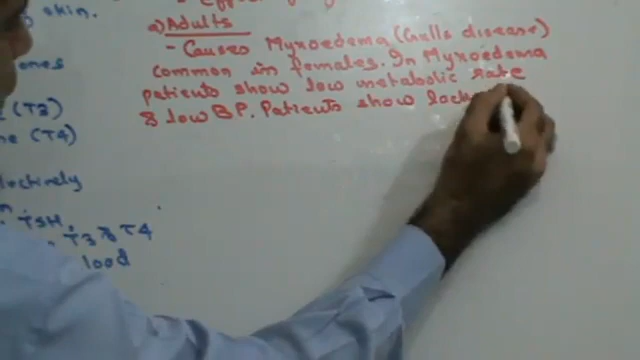 skin.
a) Adults
- Causes Myxoedema (Gulls disease)
common in females. In Myxoedema
patients show low metabolic rate
& low BP. Patients show lack
ones
(T3)
ne (T4)
TSH.
T3 & T4
lood